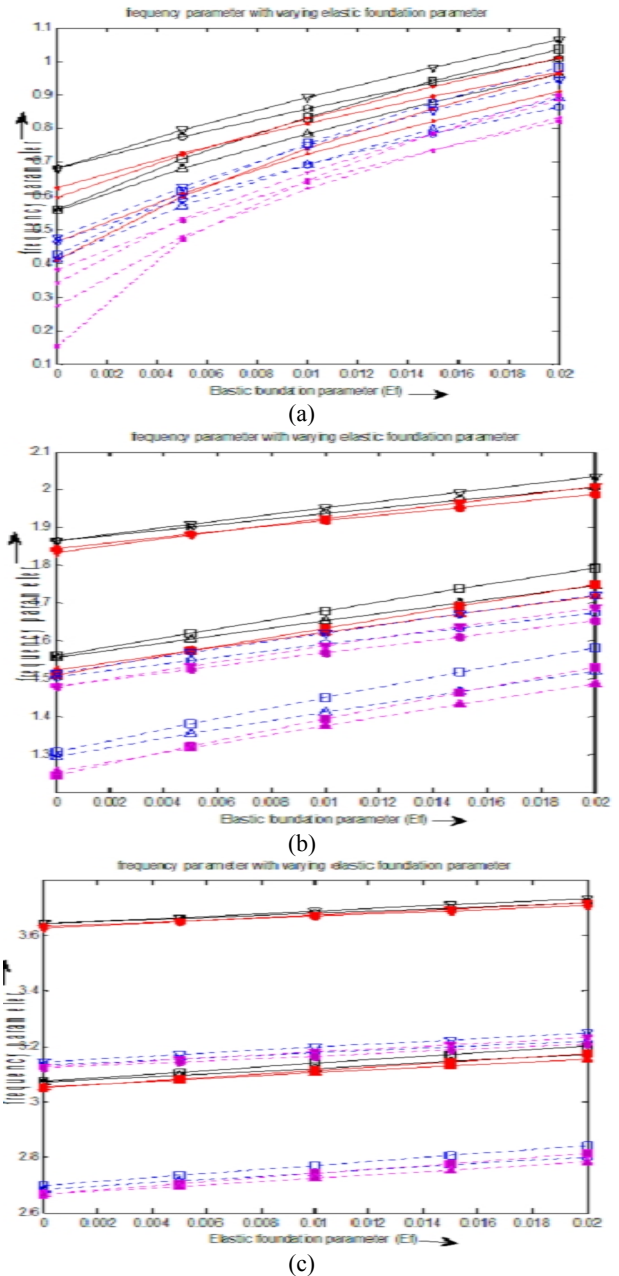 frequency parameter with varying elastic foundation parameter
1.1
1
0.9
0.8
0.7
0.6
0.5
0.4
0.3
0.2
0.1
frequency parameter
0 0.002 0.004 0.006 0.008 0.01 0.012 0.014 0.016 0.018 0.02
Elastic foundation parameter (Ef)
(a)
frequency parameter with varying elastic foundation parameter
2.1
2
1.9
1.8
1.7
1.6
1.5
1.4
1.3
frequency parameter
0 0.002 0.004 0.006 0.008 0.01 0.012 0.014 0.016 0.018 0.02
Elastic foundation parameter (Ef)
(b)
frequency parameter with varying elastic foundation parameter
3.6
3.4
3.2
3.0
2.8
2.6
frequency parameter
0 0.002 0.004 0.006 0.008 0.01 0.012 0.014 0.016 0.018 0.02
Elastic foundation parameter (Ef)
(c)